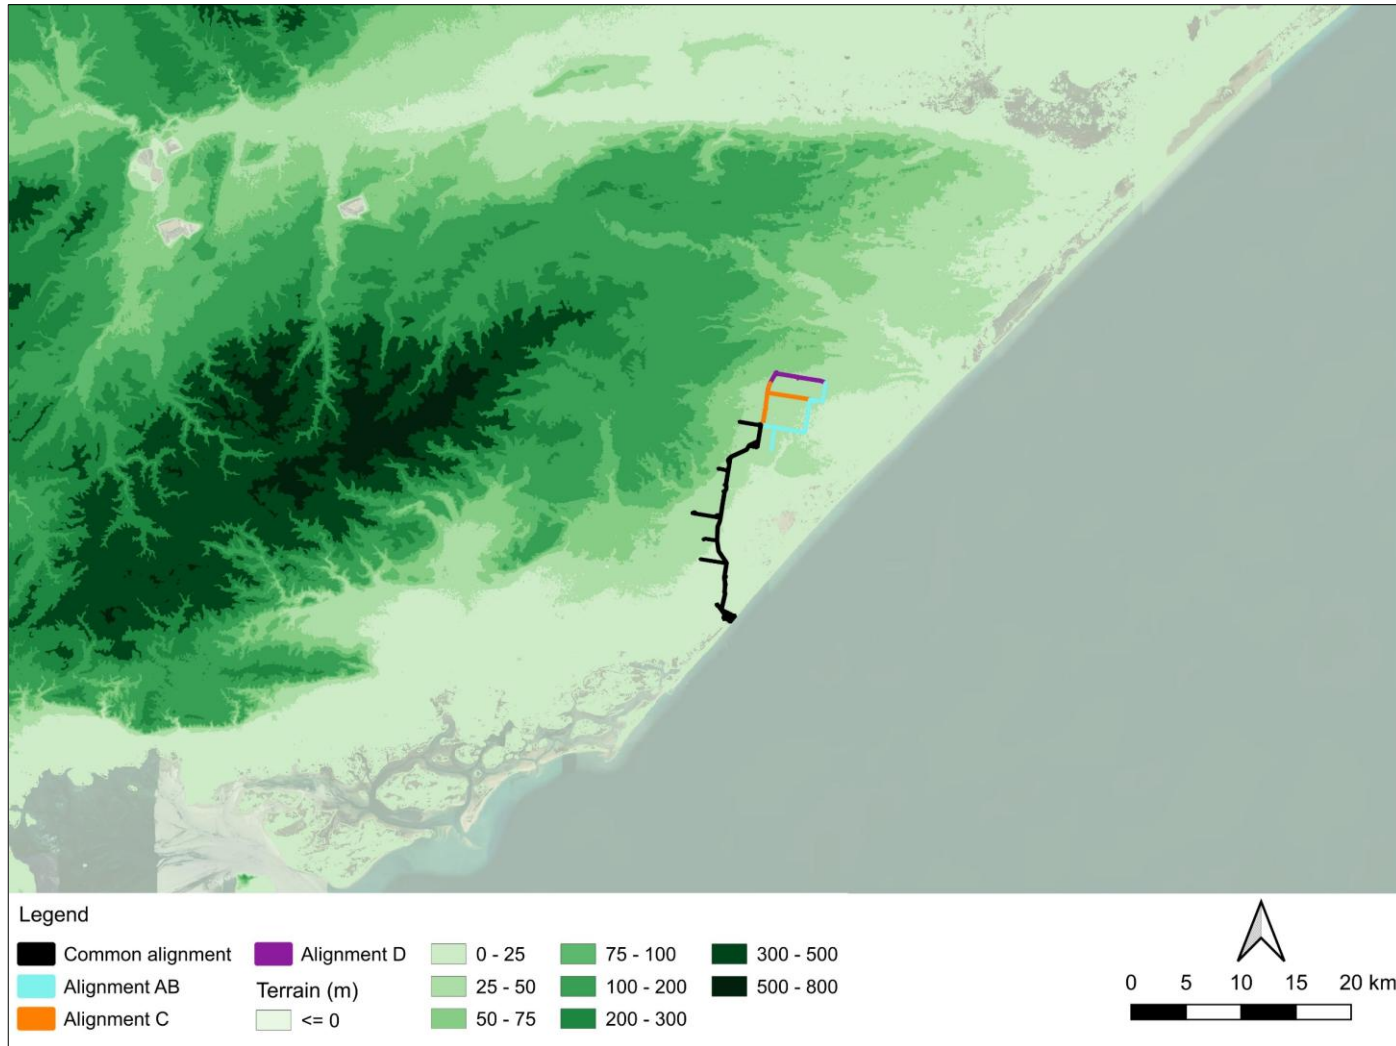 Legend
Common alignment
Alignment AB
Alignment C
Alignment D
Terrain (m)
<= 0
0 - 25
25 - 50
50 - 75
75 - 100
100 - 200
200 - 300
300 - 500
500 - 800
0 5 10 15 20 km